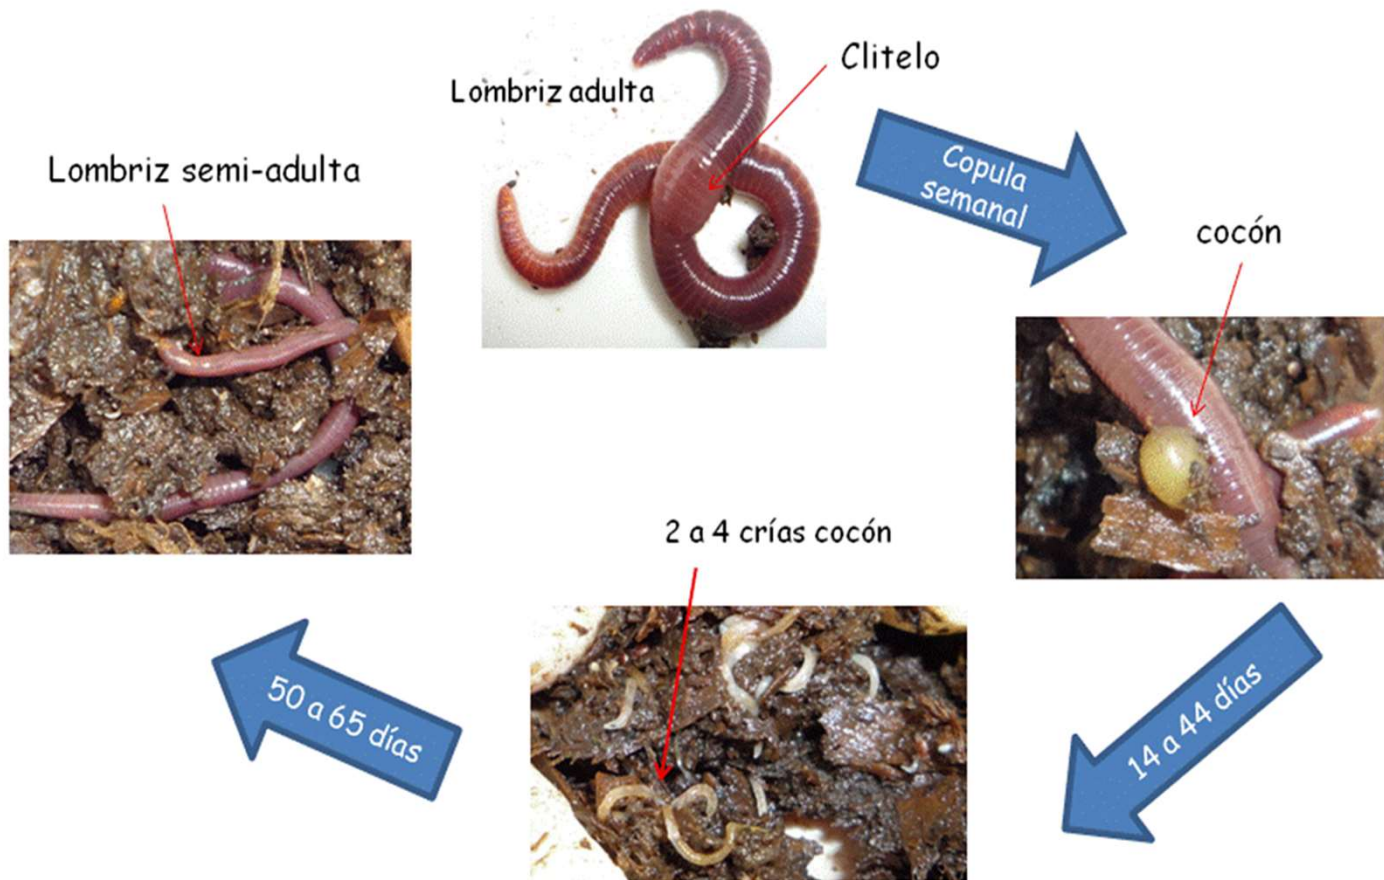 Clitelo
Lombriz adulta
Copula
semanal
Lombriz semi-adulta
cocón
2 a 4 crías cocón
50 a 65 días
14 a 44 días